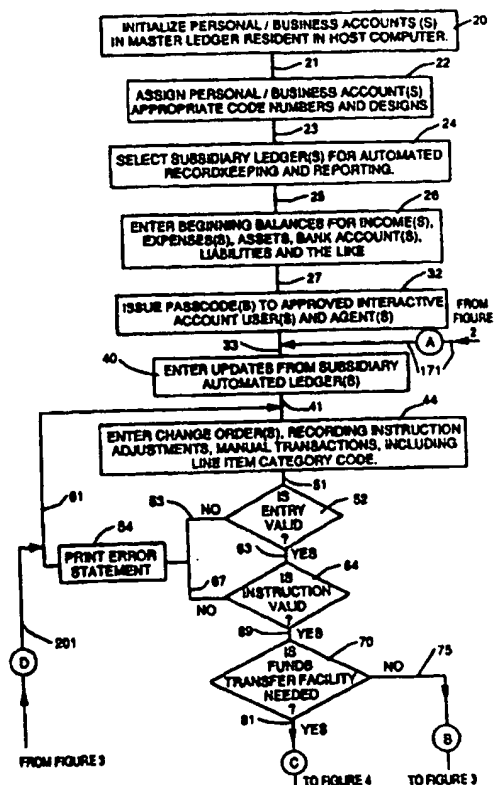 INITIALIZE PERSONAL / BUSINESS ACCOUNTS (S)
IN MASTER LEDGER RESIDENT IN HOST COMPUTER.
20
21
22
ASSIGN PERSONAL / BUSINESS ACCOUNT(S)
APPROPRIATE CODE NUMBERS AND DESIGNS
23
24
SELECT SUBSIDIARY LEDGER(S) FOR AUTOMATED
RECORDKEEPING AND REPORTING.
25
26
ENTER BEGINNING BALANCES FOR INCOME(S),
EXPENSES(S), ASSETS, BANK ACCOUNT(S),
LIABILITIES AND THE LIKE
27
32
ISSUE PASSCODE(S) TO APPROVED INTERACTIVE
ACCOUNT USER(S) AND AGENT(S)
FROM
FIGURE
2
33
A
171
40
ENTER UPDATES FROM SUBSIDIARY
AUTOMATED LEDGER(S)
41
44
ENTER CHANGE ORDER(S), RECORDING INSTRUCTION
ADJUSTMENTS, MANUAL TRANSACTIONS, INCLUDING
LINE ITEM CATEGORY CODE.
51
61
53
NO
IS
ENTRY
VALID
?
52
54
PRINT ERROR
STATEMENT
63
YES
64
67
NO
IS
INSTRUCTION
VALID
?
201
69
YES
70
IS
FUNDS
TRANSFER FACILITY
NEEDED
?
NO
75
D
81
YES
B
FROM FIGURE 3
C
TO FIGURE 4
TO FIGURE 3